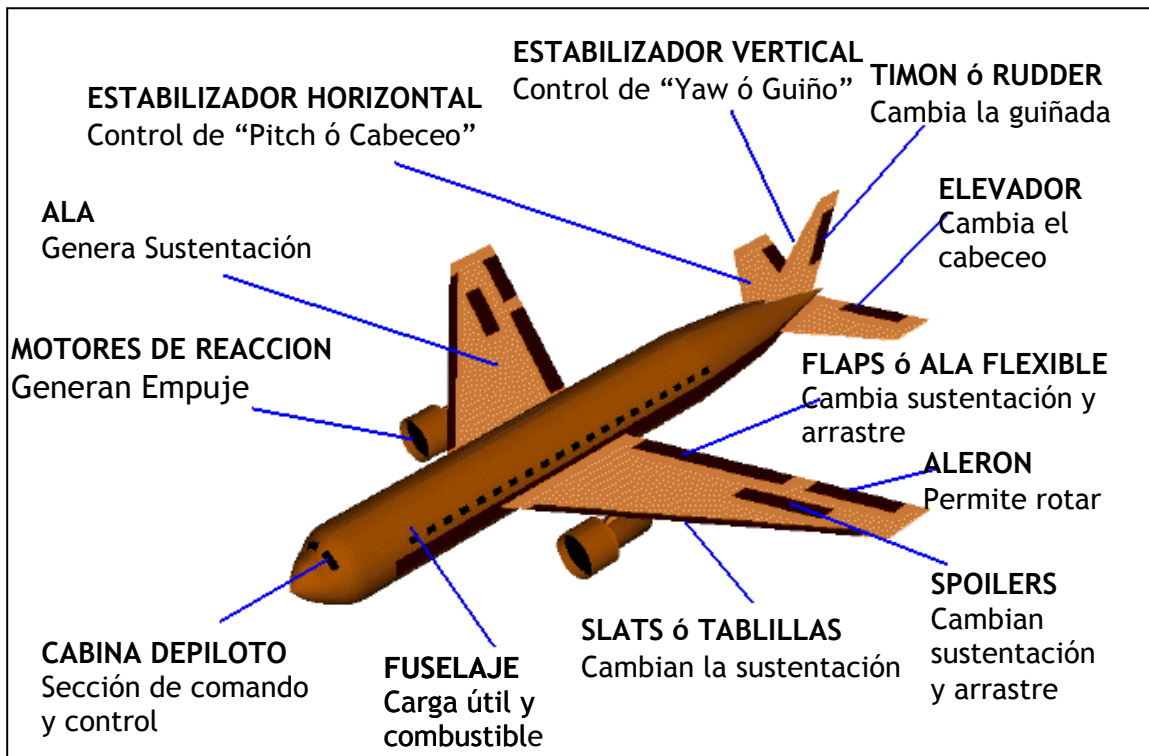 ESTABILIZADOR VERTICAL
Control de “Yaw ó Guiño”
TIMON ó RUDDER
Cambia la guiñada
ESTABILIZADOR HORIZONTAL
Control de “Pitch ó Cabeceo”
ELEVADOR
Cambia el
cabeceo
ALA
Genera Sustentación
MOTORES DE REACCION
Generan Empuje
FLAPS ó ALA FLEXIBLE
Cambia sustentación y
arrastre
ALERON
Permite rotar
SPOILERS
Cambian
sustentación
y arrastre
SLATS ó TABLILLAS
Cambian la sustentación
CABINA DEPILOTO
Sección de comando
y control
FUSELAJE
Carga útil y
combustible